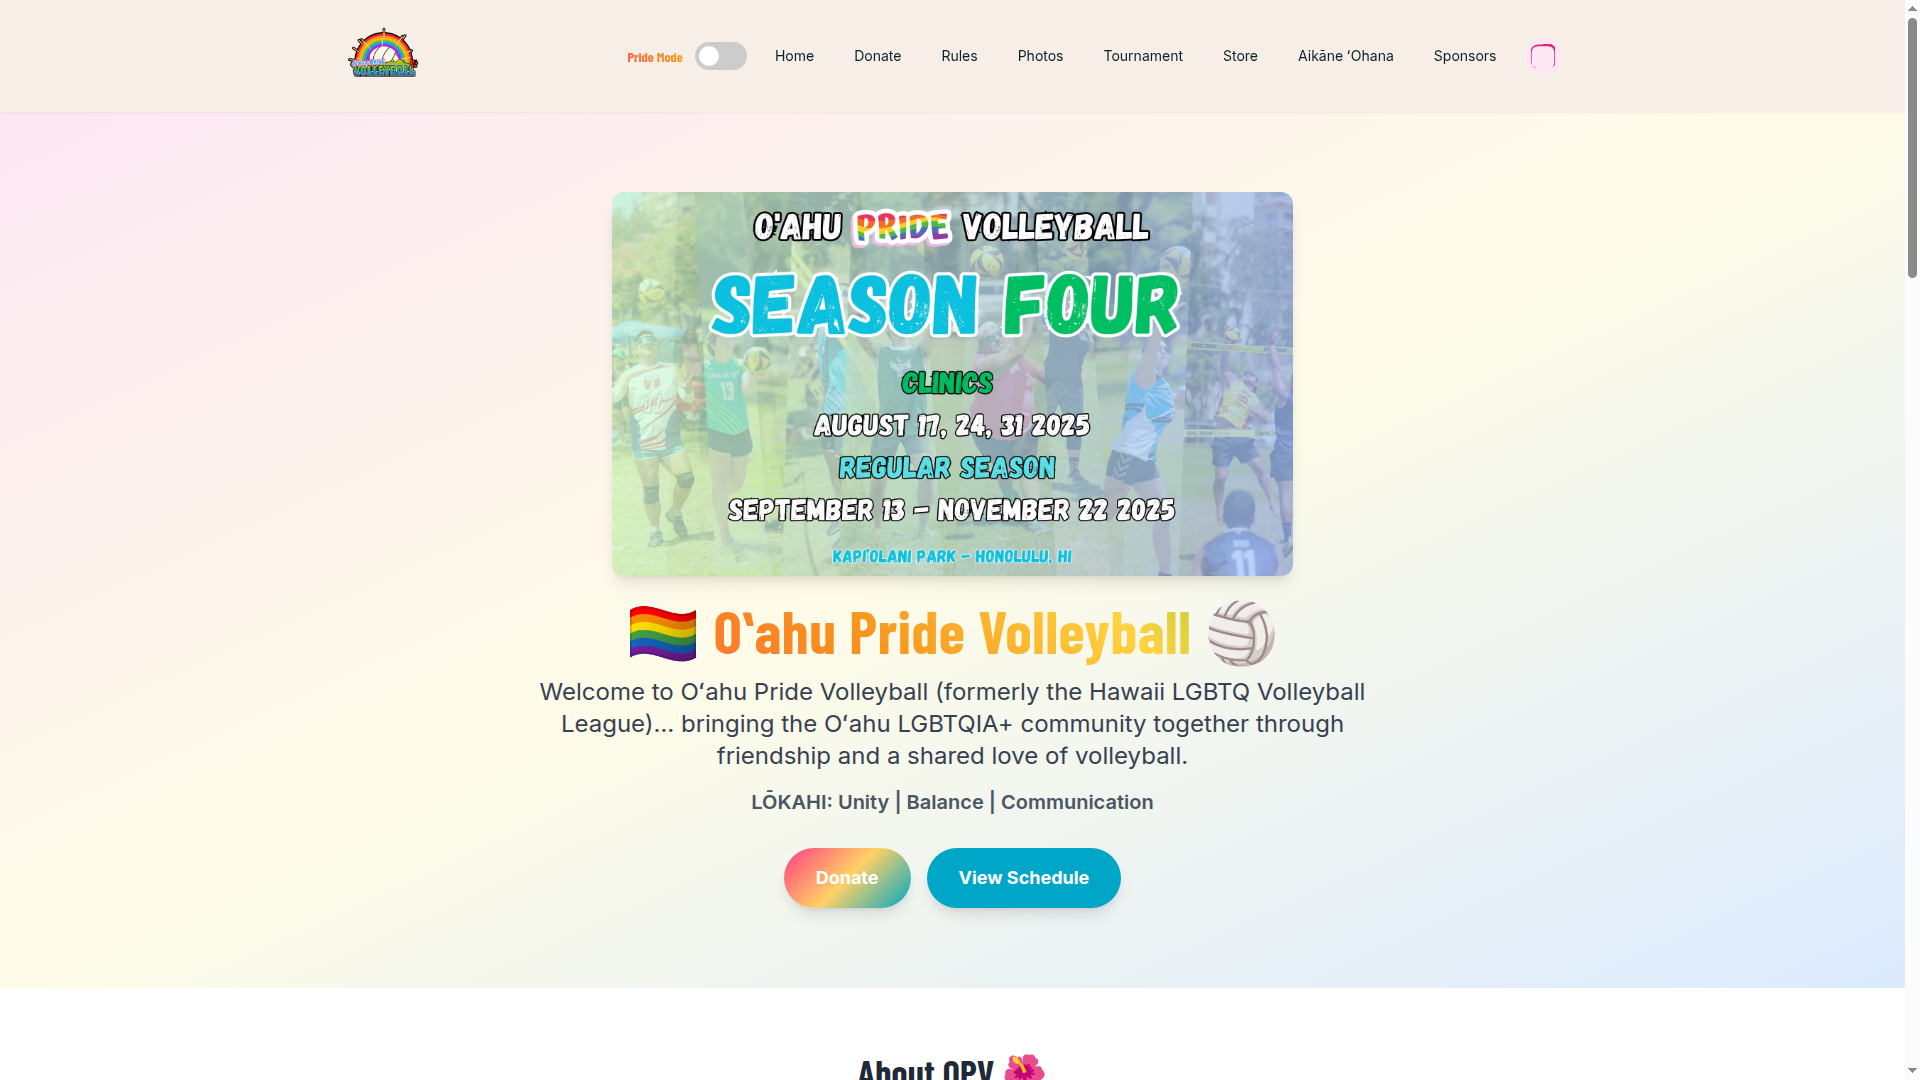 VOLLEYBALL
Pride Mode
Home
Donate
Rules
Photos
Tournament
Store
Aikāne ʻOhana
Sponsors
O'AHU PRIDE VOLLEYBALL
SEASON FOUR
CLINICS
AUGUST 17, 24, 31 2025
REGULAR SEASON
SEPTEMBER 13 – NOVEMBER 22 2025
KAPI'OLANI PARK – HONOLULU, HI
🏳️‍🌈 Oʻahu Pride Volleyball 🏐
Welcome to Oʻahu Pride Volleyball (formerly the Hawaii LGBTQ Volleyball
League)... bringing the Oʻahu LGBTQIA+ community together through
friendship and a shared love of volleyball.
LŌKAHI: Unity | Balance | Communication
Donate
View Schedule
About OPV 🌺